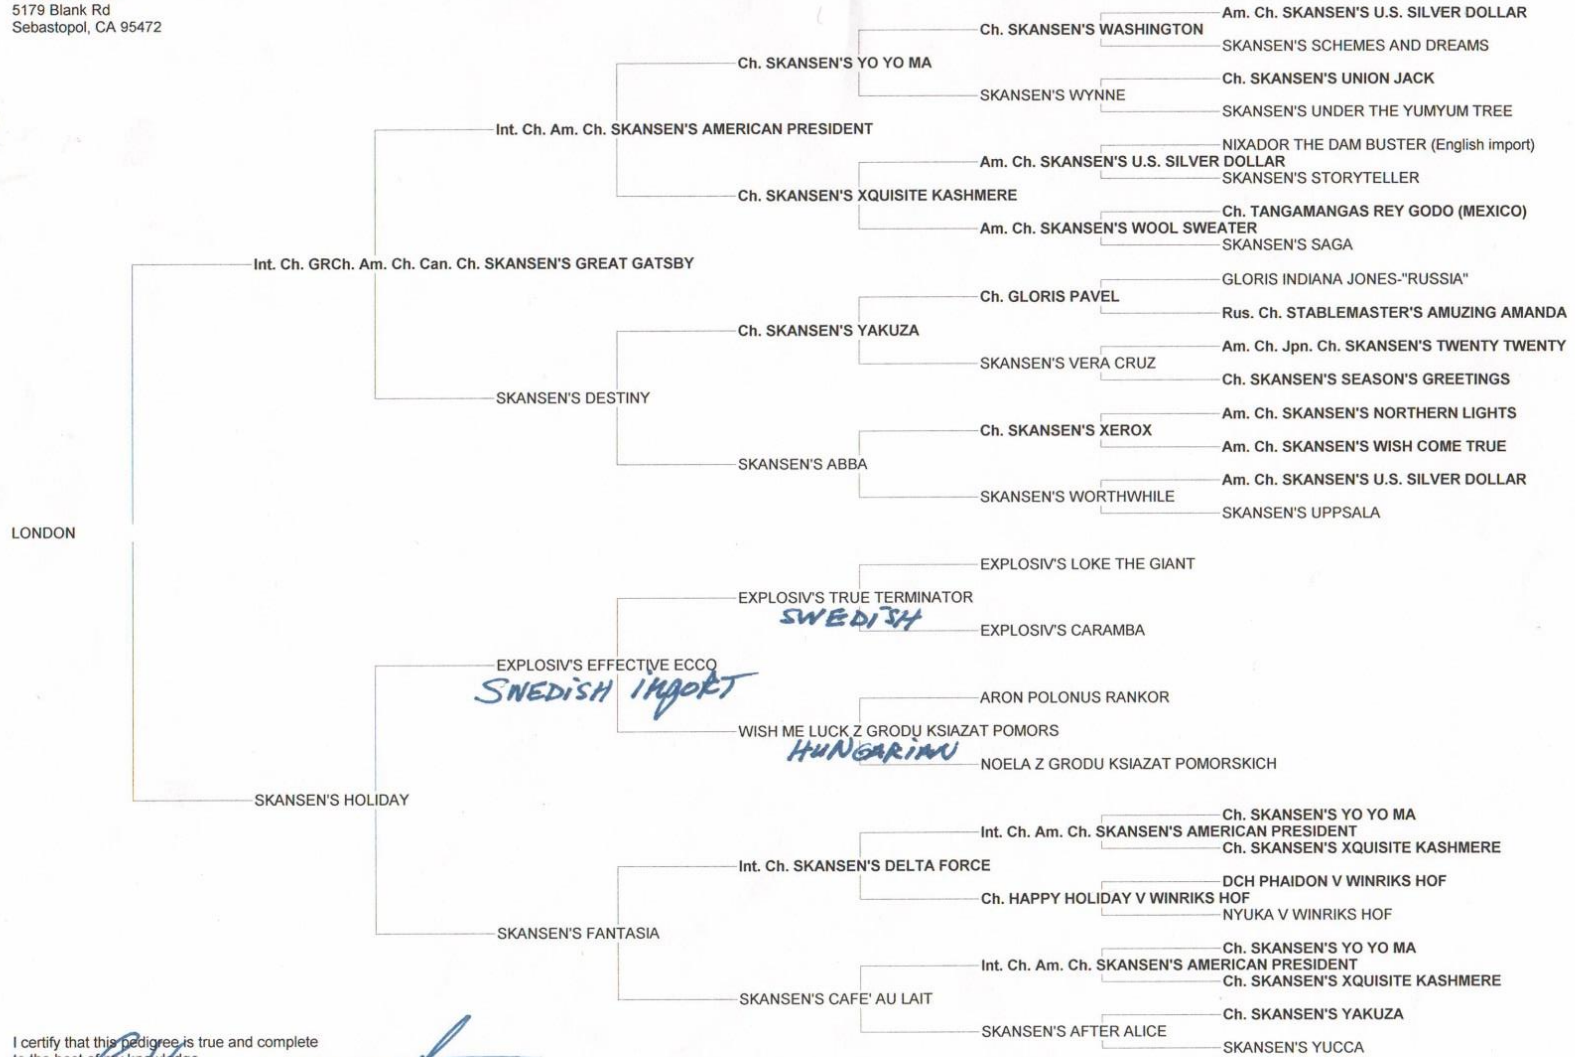 5179 Blank Rd
Sebastopol, CA 95472
Am. Ch. SKANSEN'S U.S. SILVER DOLLAR
Ch. SKANSEN'S WASHINGTON
SKANSEN'S SCHEMES AND DREAMS
Ch. SKANSEN'S YO YO MA
Ch. SKANSEN'S UNION JACK
SKANSEN'S WYNNE
SKANSEN'S UNDER THE YUMYUM TREE
Int. Ch. Am. Ch. SKANSEN'S AMERICAN PRESIDENT
NIXADOR THE DAM BUSTER (English import)
Am. Ch. SKANSEN'S U.S. SILVER DOLLAR
SKANSEN'S STORYTELLER
Ch. SKANSEN'S XQUISITE KASHMERE
Ch. TANGAMANGAS REY GODO (MEXICO)
Am. Ch. SKANSEN'S WOOL SWEATER
SKANSEN'S SAGA
Int. Ch. GRCh. Am. Ch. Can. Ch. SKANSEN'S GREAT GATSBY
GLORIS INDIANA JONES-"RUSSIA"
Ch. GLORIS PAVEL
Rus. Ch. STABLEMASTER'S AMUZING AMANDA
Ch. SKANSEN'S YAKUZA
Am. Ch. Jpn. Ch. SKANSEN'S TWENTY TWENTY
SKANSEN'S VERA CRUZ
Ch. SKANSEN'S SEASON'S GREETINGS
SKANSEN'S DESTINY
Am. Ch. SKANSEN'S NORTHERN LIGHTS
Ch. SKANSEN'S XEROX
Am. Ch. SKANSEN'S WISH COME TRUE
SKANSEN'S ABBA
Am. Ch. SKANSEN'S U.S. SILVER DOLLAR
SKANSEN'S WORTHWHILE
SKANSEN'S UPPSALA
LONDON
EXPLOSIV'S LOKE THE GIANT
EXPLOSIV'S TRUE TERMINATOR
SWEDISH
EXPLOSIV'S CARAMBA
EXPLOSIV'S EFFECTIVE ECCO
SWEDISH IMPORT
ARON POLONUS RANKOR
WISH ME LUCK Z GRODU KSIAZAT POMORS
HUNGARIAN
NOELA Z GRODU KSIAZAT POMORSKICH
SKANSEN'S HOLIDAY
Ch. SKANSEN'S YO YO MA
Int. Ch. Am. Ch. SKANSEN'S AMERICAN PRESIDENT
Ch. SKANSEN'S XQUISITE KASHMERE
Int. Ch. SKANSEN'S DELTA FORCE
DCH PHAIDON V WINRIKS HOF
Ch. HAPPY HOLIDAY V WINRIKS HOF
NYUKA V WINRIKS HOF
SKANSEN'S FANTASIA
Ch. SKANSEN'S YO YO MA
Int. Ch. Am. Ch. SKANSEN'S AMERICAN PRESIDENT
Ch. SKANSEN'S XQUISITE KASHMERE
SKANSEN'S CAFE' AU LAIT
Ch. SKANSEN'S YAKUZA
SKANSEN'S AFTER ALICE
SKANSEN'S YUCCA
I certify that this pedigree is true and complete
to the best of my knowledge